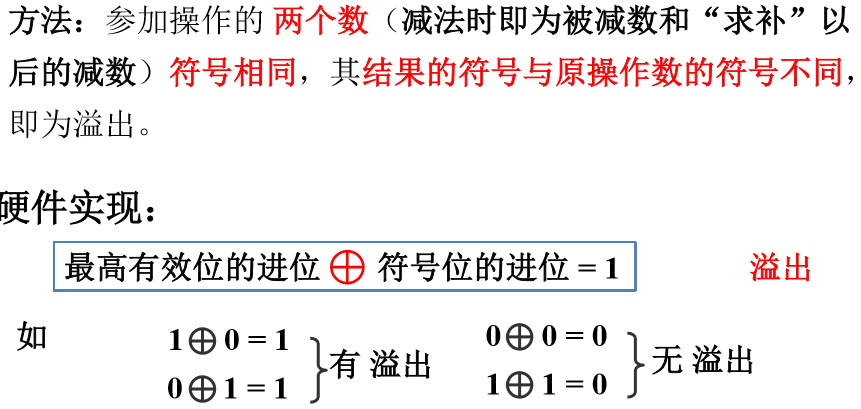 方法：参加操作的 两个数（减法时即为被减数和“求补”以
后的减数）符号相同，其结果的符号与原操作数的符号不同，
即为溢出。
硬件实现：
最高有效位的进位 ⊕ 符号位的进位 = 1 溢出
如 1⊕0 = 1 0⊕0 = 0
有 溢出 无 溢出
0⊕1 = 1 1⊕1 = 0